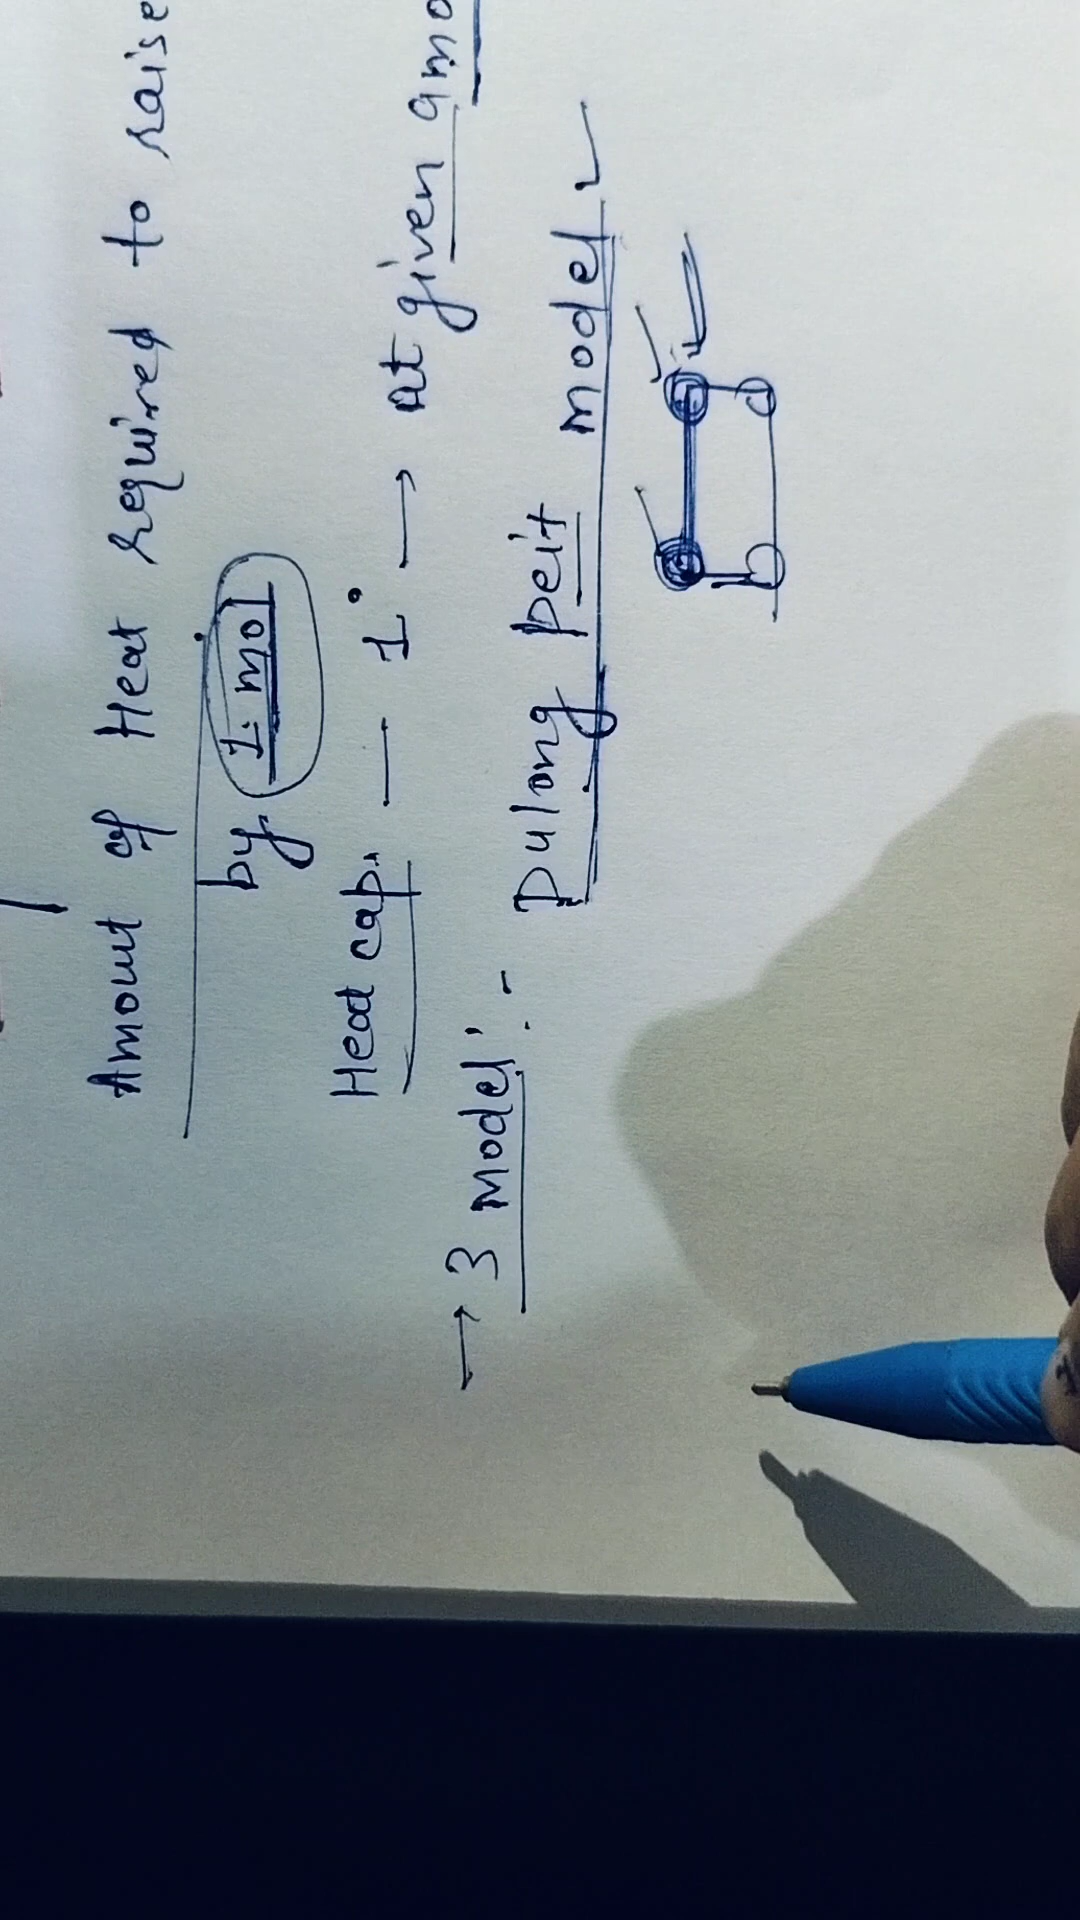 Amount of Heat required to raise
by 1. mol
Heat cap. — 1° → At given amo
→ 3 model :- pulong peit model